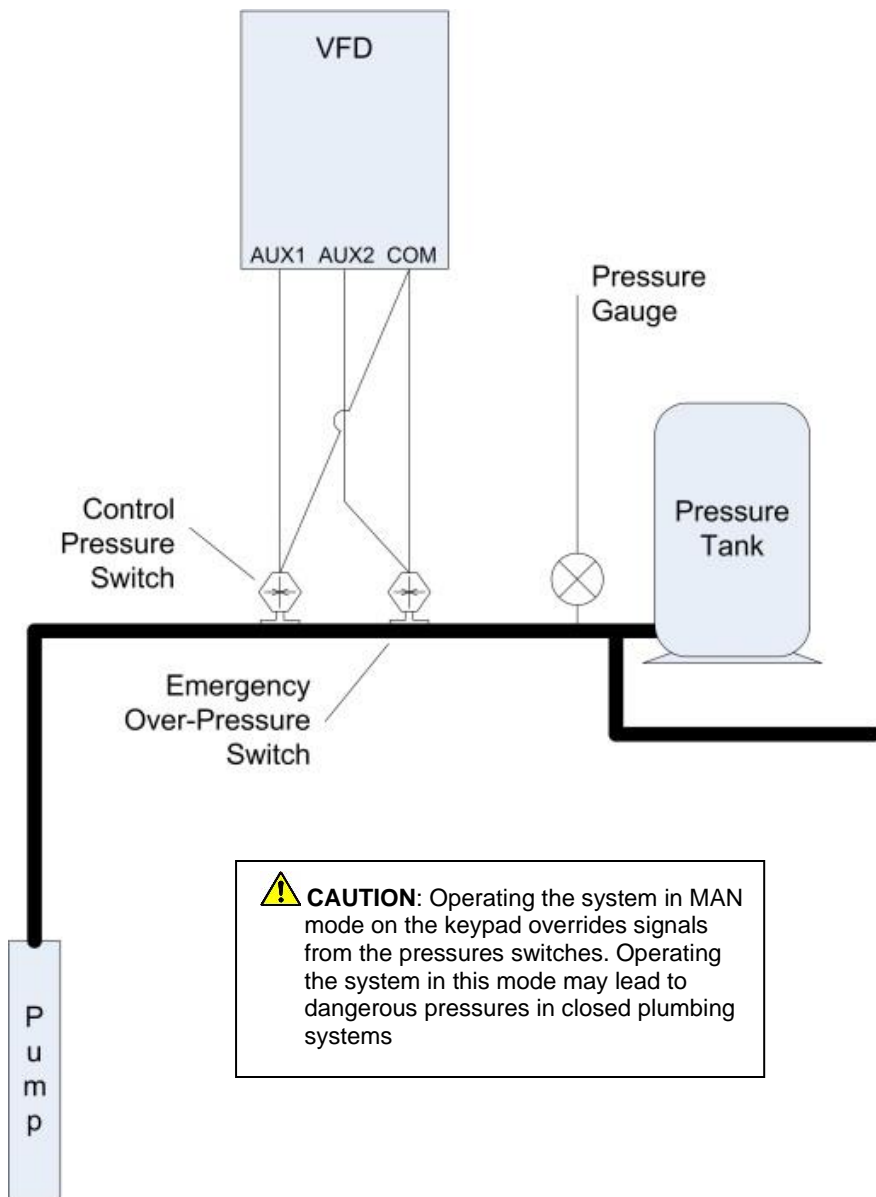 VFD
AUX1 AUX2 COM
Pressure
Gauge
Control
Pressure
Switch
Pressure
Tank
Emergency
Over-Pressure
Switch
CAUTION: Operating the system in MAN
mode on the keypad overrides signals
from the pressures switches. Operating
the system in this mode may lead to
dangerous pressures in closed plumbing
systems
P
u
m
p